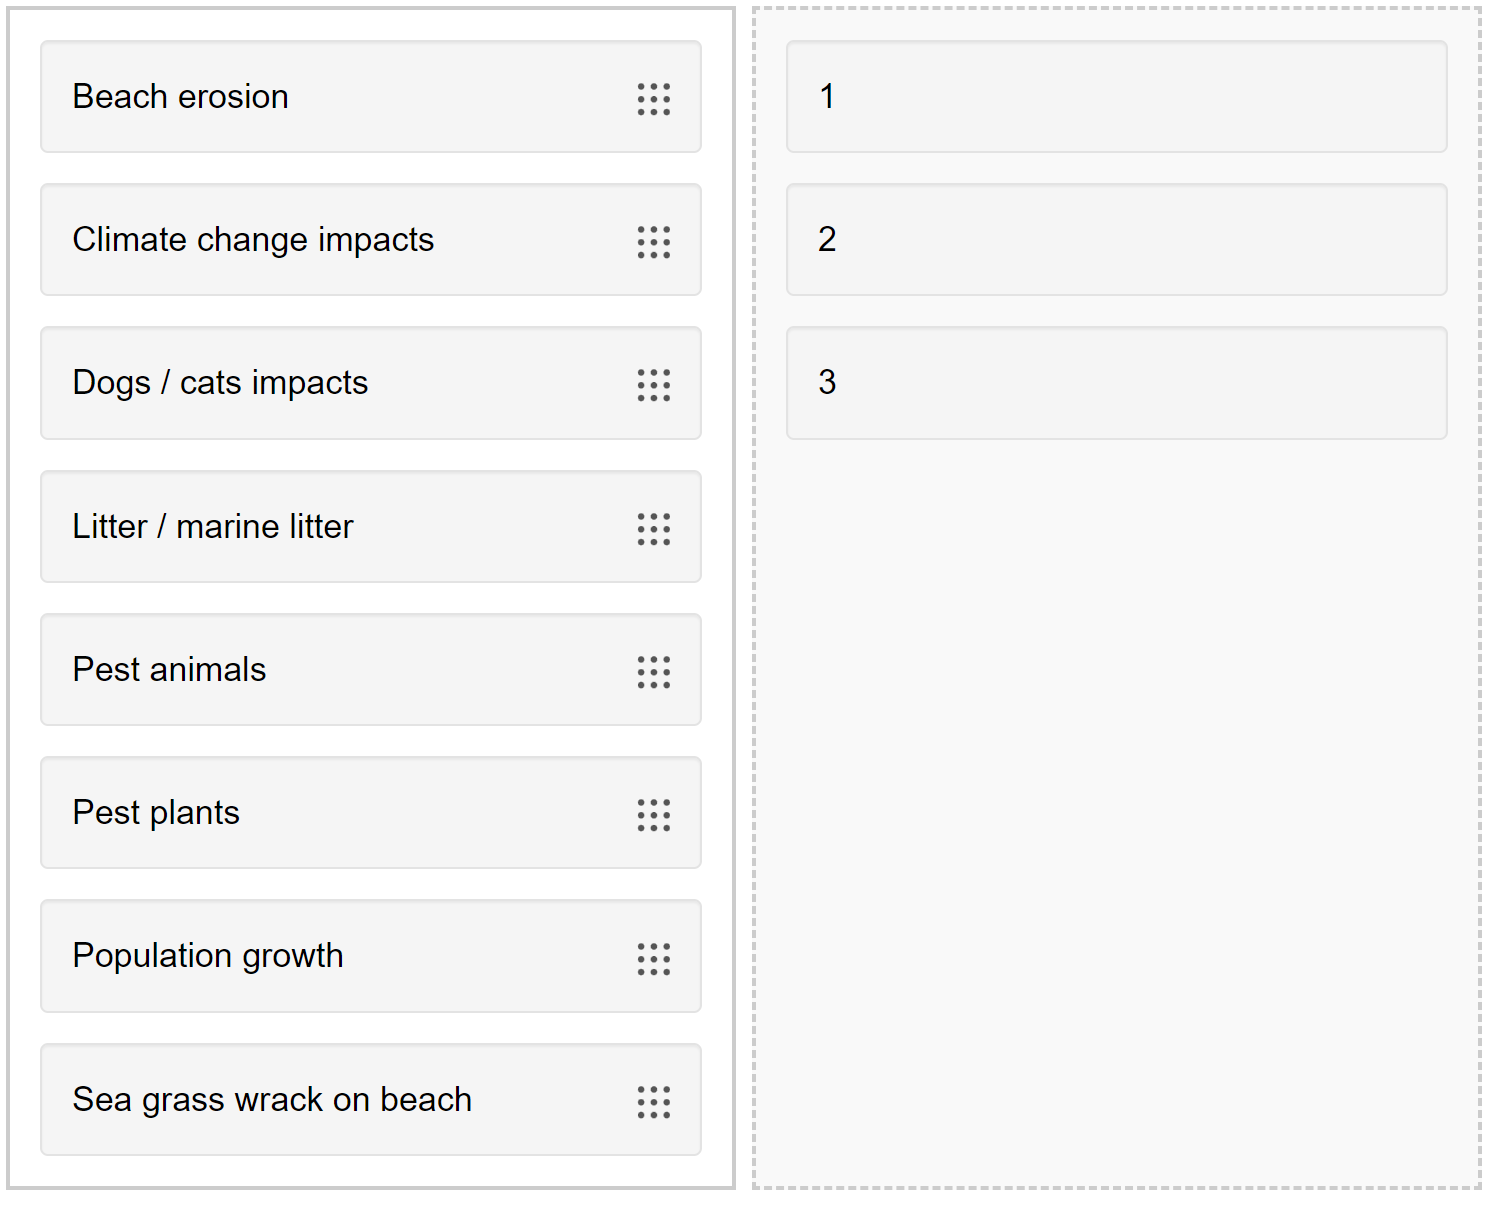 Beach erosion
Climate change impacts
Dogs / cats impacts
Litter / marine litter
Pest animals
Pest plants
Population growth
Sea grass wrack on beach
1
2
3